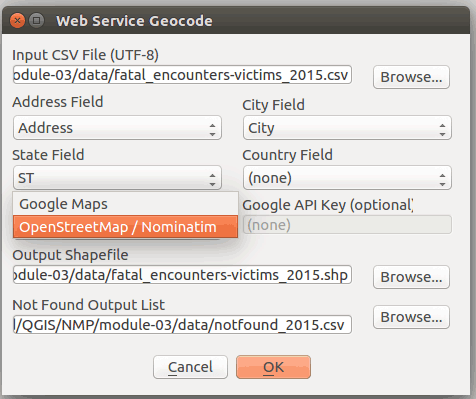 Web Service Geocode
Input CSV File (UTF-8)
odule-03/data/fatal_encounters-victims_2015.csv
Browse...
Address Field
City Field
Address
City
State Field
Country Field
ST
(none)
Google Maps
Google API Key (optional)
OpenStreetMap / Nominatim
(none)
Output Shapefile
odule-03/data/fatal_encounters-victims_2015.shp
Browse...
Not Found Output List
l/QGIS/NMP/module-03/data/notfound_2015.csv
Browse...
Cancel
OK